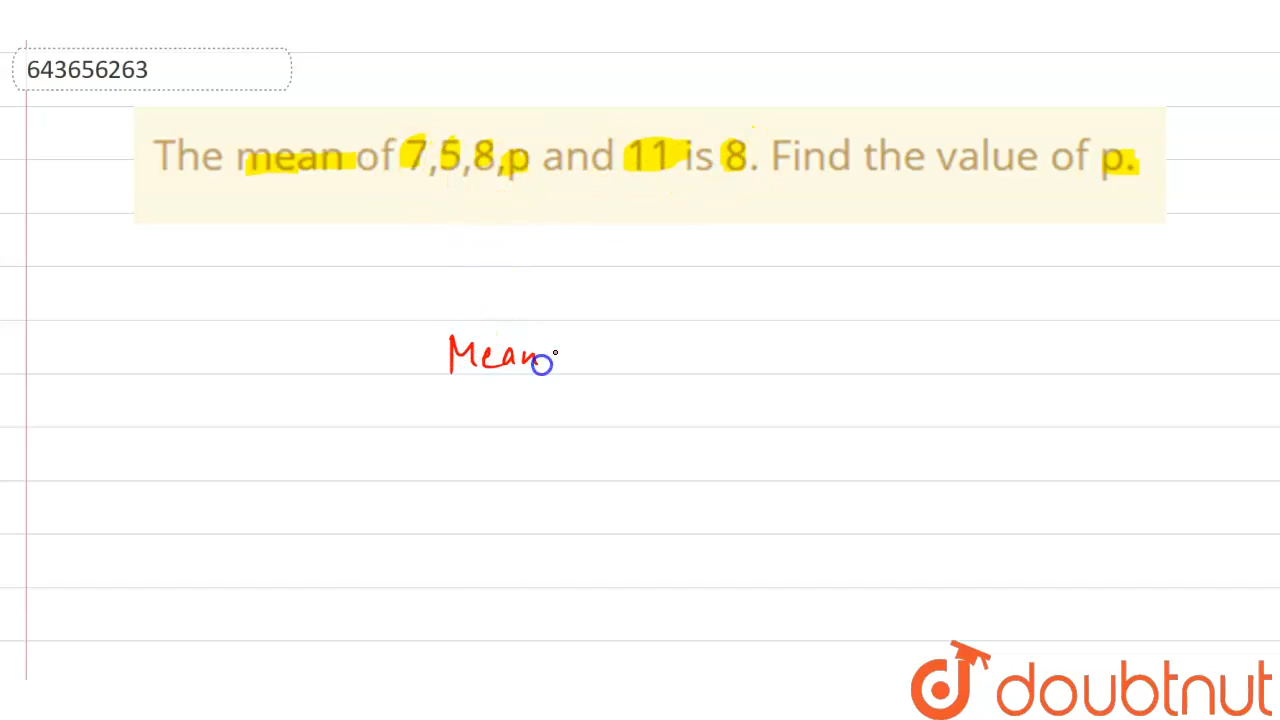 643656263
The mean of 7,5,8,p and 11 is 8. Find the value of p.
Mean
doubtnut